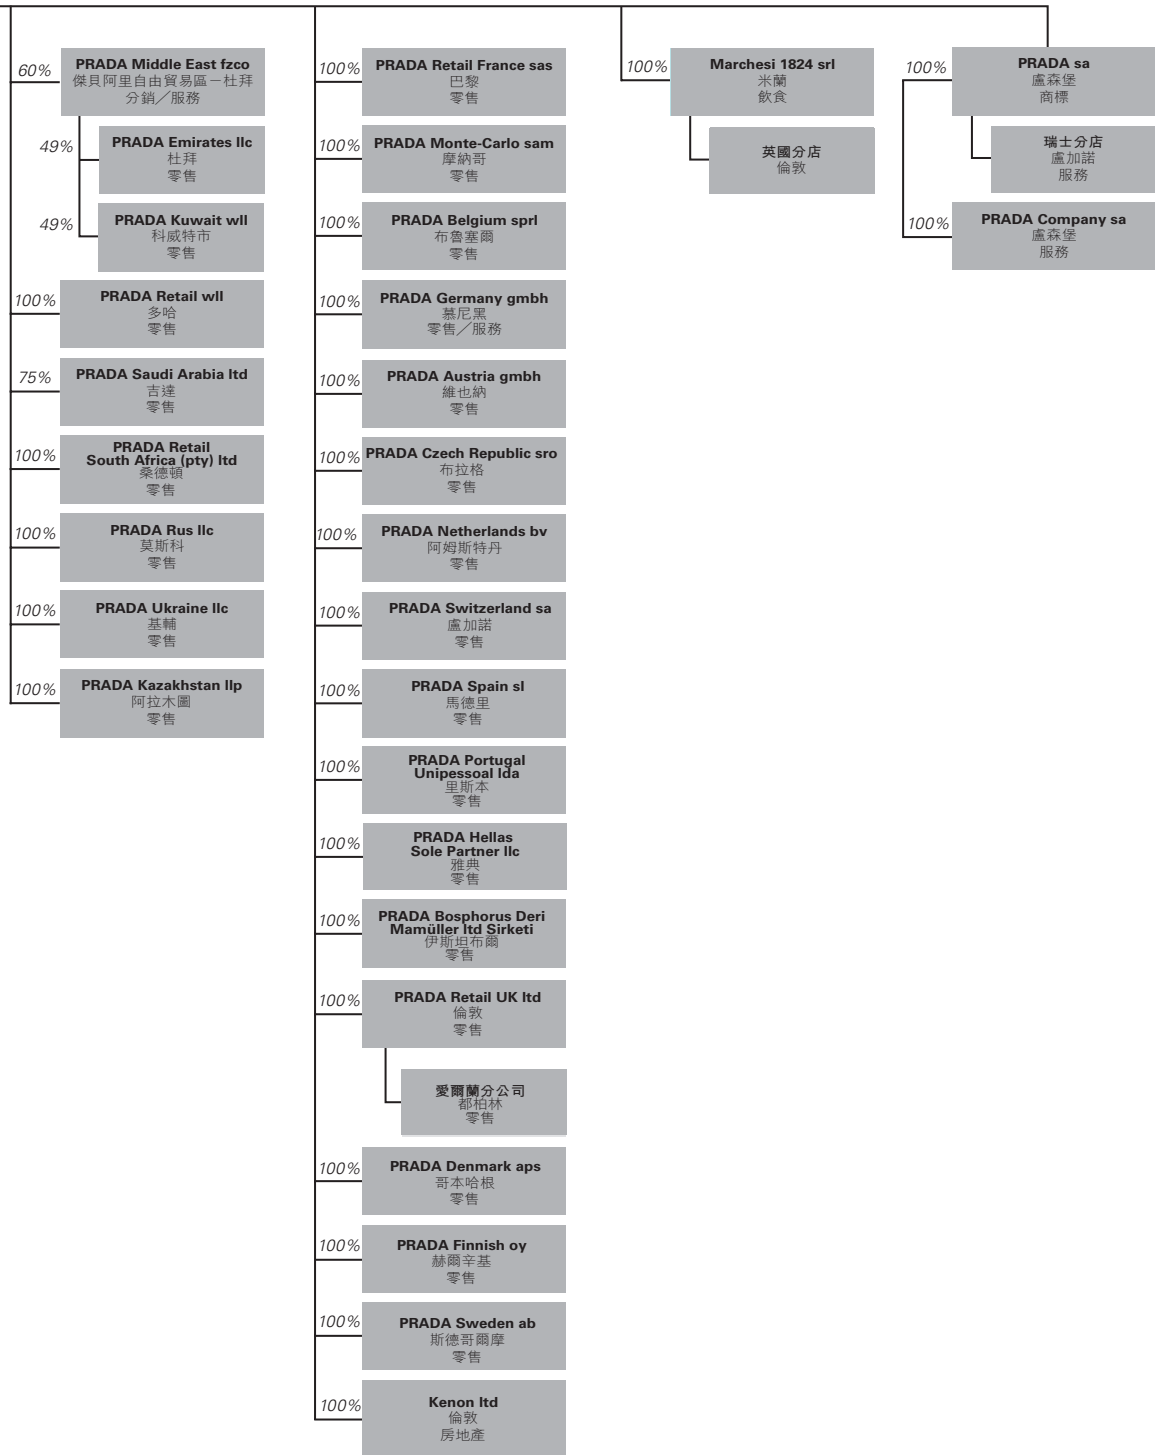 60%
PRADA Middle East fzco
傑貝阿里自由貿易區－杜拜
分銷／服務
49%
PRADA Emirates llc
杜拜
零售
49%
PRADA Kuwait wll
科威特市
零售
100%
PRADA Retail wll
多哈
零售
75%
PRADA Saudi Arabia ltd
吉達
零售
100%
PRADA Retail
South Africa (pty) ltd
桑德頓
零售
100%
PRADA Rus llc
莫斯科
零售
100%
PRADA Ukraine llc
基輔
零售
100%
PRADA Kazakhstan llp
阿拉木圖
零售
100%
PRADA Retail France sas
巴黎
零售
100%
PRADA Monte-Carlo sam
摩納哥
零售
100%
PRADA Belgium sprl
布魯塞爾
零售
100%
PRADA Germany gmbh
慕尼黑
零售／服務
100%
PRADA Austria gmbh
維也納
零售
100%
PRADA Czech Republic sro
布拉格
零售
100%
PRADA Netherlands bv
阿姆斯特丹
零售
100%
PRADA Switzerland sa
盧加諾
零售
100%
PRADA Spain sl
馬德里
零售
100%
PRADA Portugal
Unipessoal lda
里斯本
零售
100%
PRADA Hellas
Sole Partner llc
雅典
零售
100%
PRADA Bosphorus Deri
Mamüller ltd Sirketi
伊斯坦布爾
零售
100%
PRADA Retail UK ltd
倫敦
零售
愛爾蘭分公司
都柏林
零售
100%
PRADA Denmark aps
哥本哈根
零售
100%
PRADA Finnish oy
赫爾辛基
零售
100%
PRADA Sweden ab
斯德哥爾摩
零售
100%
Kenon ltd
倫敦
房地產
100%
Marchesi 1824 srl
米蘭
飲食
英國分店
倫敦
100%
PRADA sa
盧森堡
商標
瑞士分店
盧加諾
服務
100%
PRADA Company sa
盧森堡
服務